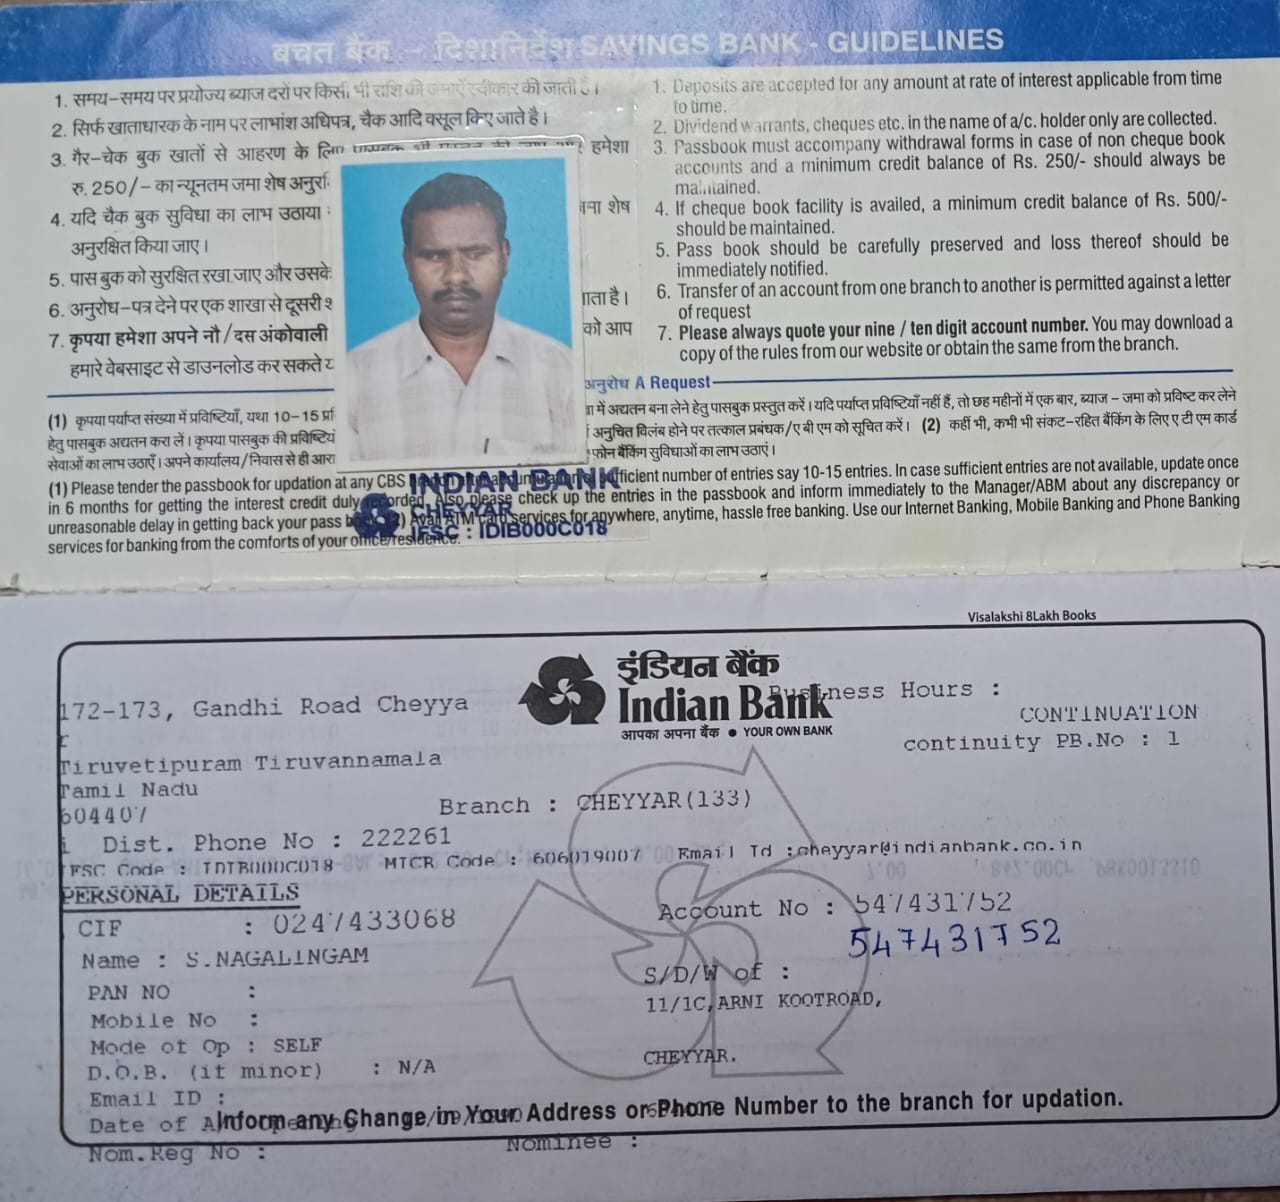 बचत बैंक - दिशानिर्देश SAVINGS BANK - GUIDELINES
1. समय-समय पर प्रयोज्य ब्याज दरों पर किसी भी राशि की जमाएँ स्वीकार की जाती है।
2. सिर्फ खाताधारक के नाम पर लाभांश अधिपत्र, चैक आदि वसूल किए जाते है।
3. गैर-चेक बुक खातों से आहरण के लिए पासबुक भी हमेशा
रु. 250/- का न्यूनतम जमा शेष
4. यदि चैक बुक सुविधा का लाभ उठाया शेष
अनुरक्षित किया जाए।
5. पास बुक को सुरक्षित रखा जाए और उसके
6. अनुरोध-पत्र देने पर एक शाखा से दूसरी है।
7. कृपया हमेशा अपने नौ/दस अंकोवाली को आप
हमारे वेबसाइट से डाउनलोड कर सकते
1. Deposits are accepted for any amount at rate of interest applicable from time
to time.
2. Dividend warrants, cheques etc. in the name of a/c. holder only are collected.
3. Passbook must accompany withdrawal forms in case of non cheque book
accounts and a minimum credit balance of Rs. 250/- should always be
maintained.
4. If cheque book facility is availed, a minimum credit balance of Rs. 500/-
should be maintained.
5. Pass book should be carefully preserved and loss thereof should be
immediately notified.
6. Transfer of an account from one branch to another is permitted against a letter
of request
7. Please always quote your nine / ten digit account number. You may download a
copy of the rules from our website or obtain the same from the branch.
अनुरोध A Request
(1) कृपया पर्याप्त संख्या में प्रविष्टियाँ, यथा 10-15 में अद्यतन बना लेने हेतु पासबुक प्रस्तुत करें। यदि पर्याप्त प्रविष्टियाँ नहीं हैं, तो छह महीनों में एक बार, ब्याज - जमा को प्रविष्ट कर लेने
हेतु पासबुक अद्यतन करा लें। कृपया पासबुक की अनुचित विलंब होने पर तत्काल प्रबंधक/ए बी एम को सूचित करें। (2) कहीं भी, कभी भी संकट-रहित बैंकिंग के लिए ए टी एम कार्ड
सेवाओं का लाभ उठाएँ। अपने कार्यालय/निवास से ही फ़ोन बैंकिंग सुविधाओं का लाभ उठाएं।
(1) Please tender the passbook for updation at any CBS number of entries say 10-15 entries. In case sufficient entries are not available, update once
in 6 months for getting the interest credit duly recorded. Also please check up the entries in the passbook and inform immediately to the Manager/ABM about any discrepancy or
unreasonable delay in getting back your pass (2) Avail ATM card services for anywhere, anytime, hassle free banking. Use our Internet Banking, Mobile Banking and Phone Banking
services for banking from the comforts of your office/residence.
INDIAN BANK
CHEYYAR
IFSC : IDIB000C018
Visalakshi 8Lakh Books
इंडियन बैंक
Indian Bank
आपका अपना बैंक ● YOUR OWN BANK
172-173, Gandhi Road Cheyya
r
Business Hours :
CONTINUATION
continuity PB.No : 1
Tiruvetipuram Tiruvannamala
Tamil Nadu
604407
Branch : CHEYYAR(133)
i Dist. Phone No : 222261
IFSC Code : IDIB000C018 MICR Code : 606019007 Email Id :cheyyar@indianbank.co.in
PERSONAL DETAILS
CIF : 0247433068
Account No : 547431752
547431752
Name : S.NAGALINGAM
S/D/W of :
PAN NO :
11/1C,ARNI KOOTROAD,
Mobile No :
Mode of Op : SELF
CHEYYAR.
D.O.B. (if minor) : N/A
Email ID :
Date of
Inform any Change in Your Address or Phone Number to the branch for updation.
Nom.Reg No :
Nominee :